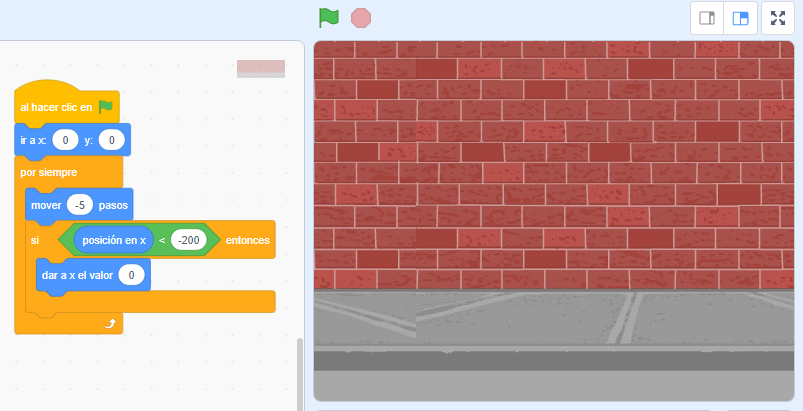 al hacer clic en
ir a x: 0 y: 0
por siempre
mover -5 pasos
si posición en x < -200 entonces
dar a x el valor 0